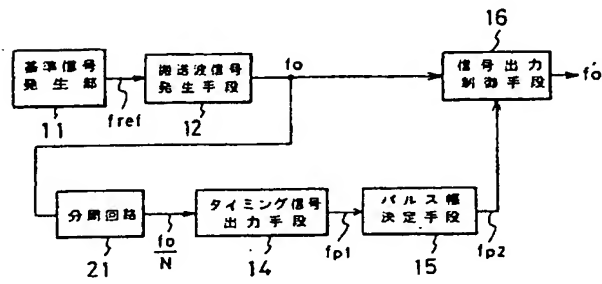 16
基準信号
発生部
搬送波信号
発生手段
fo
信号出力
制御手段
fo'
11
fref
12
分周回路
タイミング信号
出力手段
パルス幅
決定手段
21
fo
N
14
fp1
15
fp2